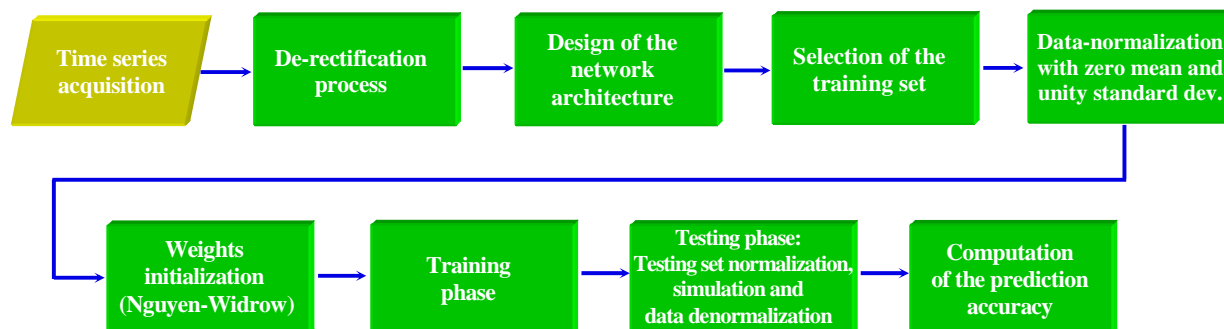 Time series
acquisition
De-rectification
process
Design of the
network
architecture
Selection of the
training set
Data-normalization
with zero mean and
unity standard dev.
Weights
initialization
(Nguyen-Widrow)
Training
phase
Testing phase:
Testing set normalization,
simulation and
data denormalization
Computation
of the prediction
accuracy